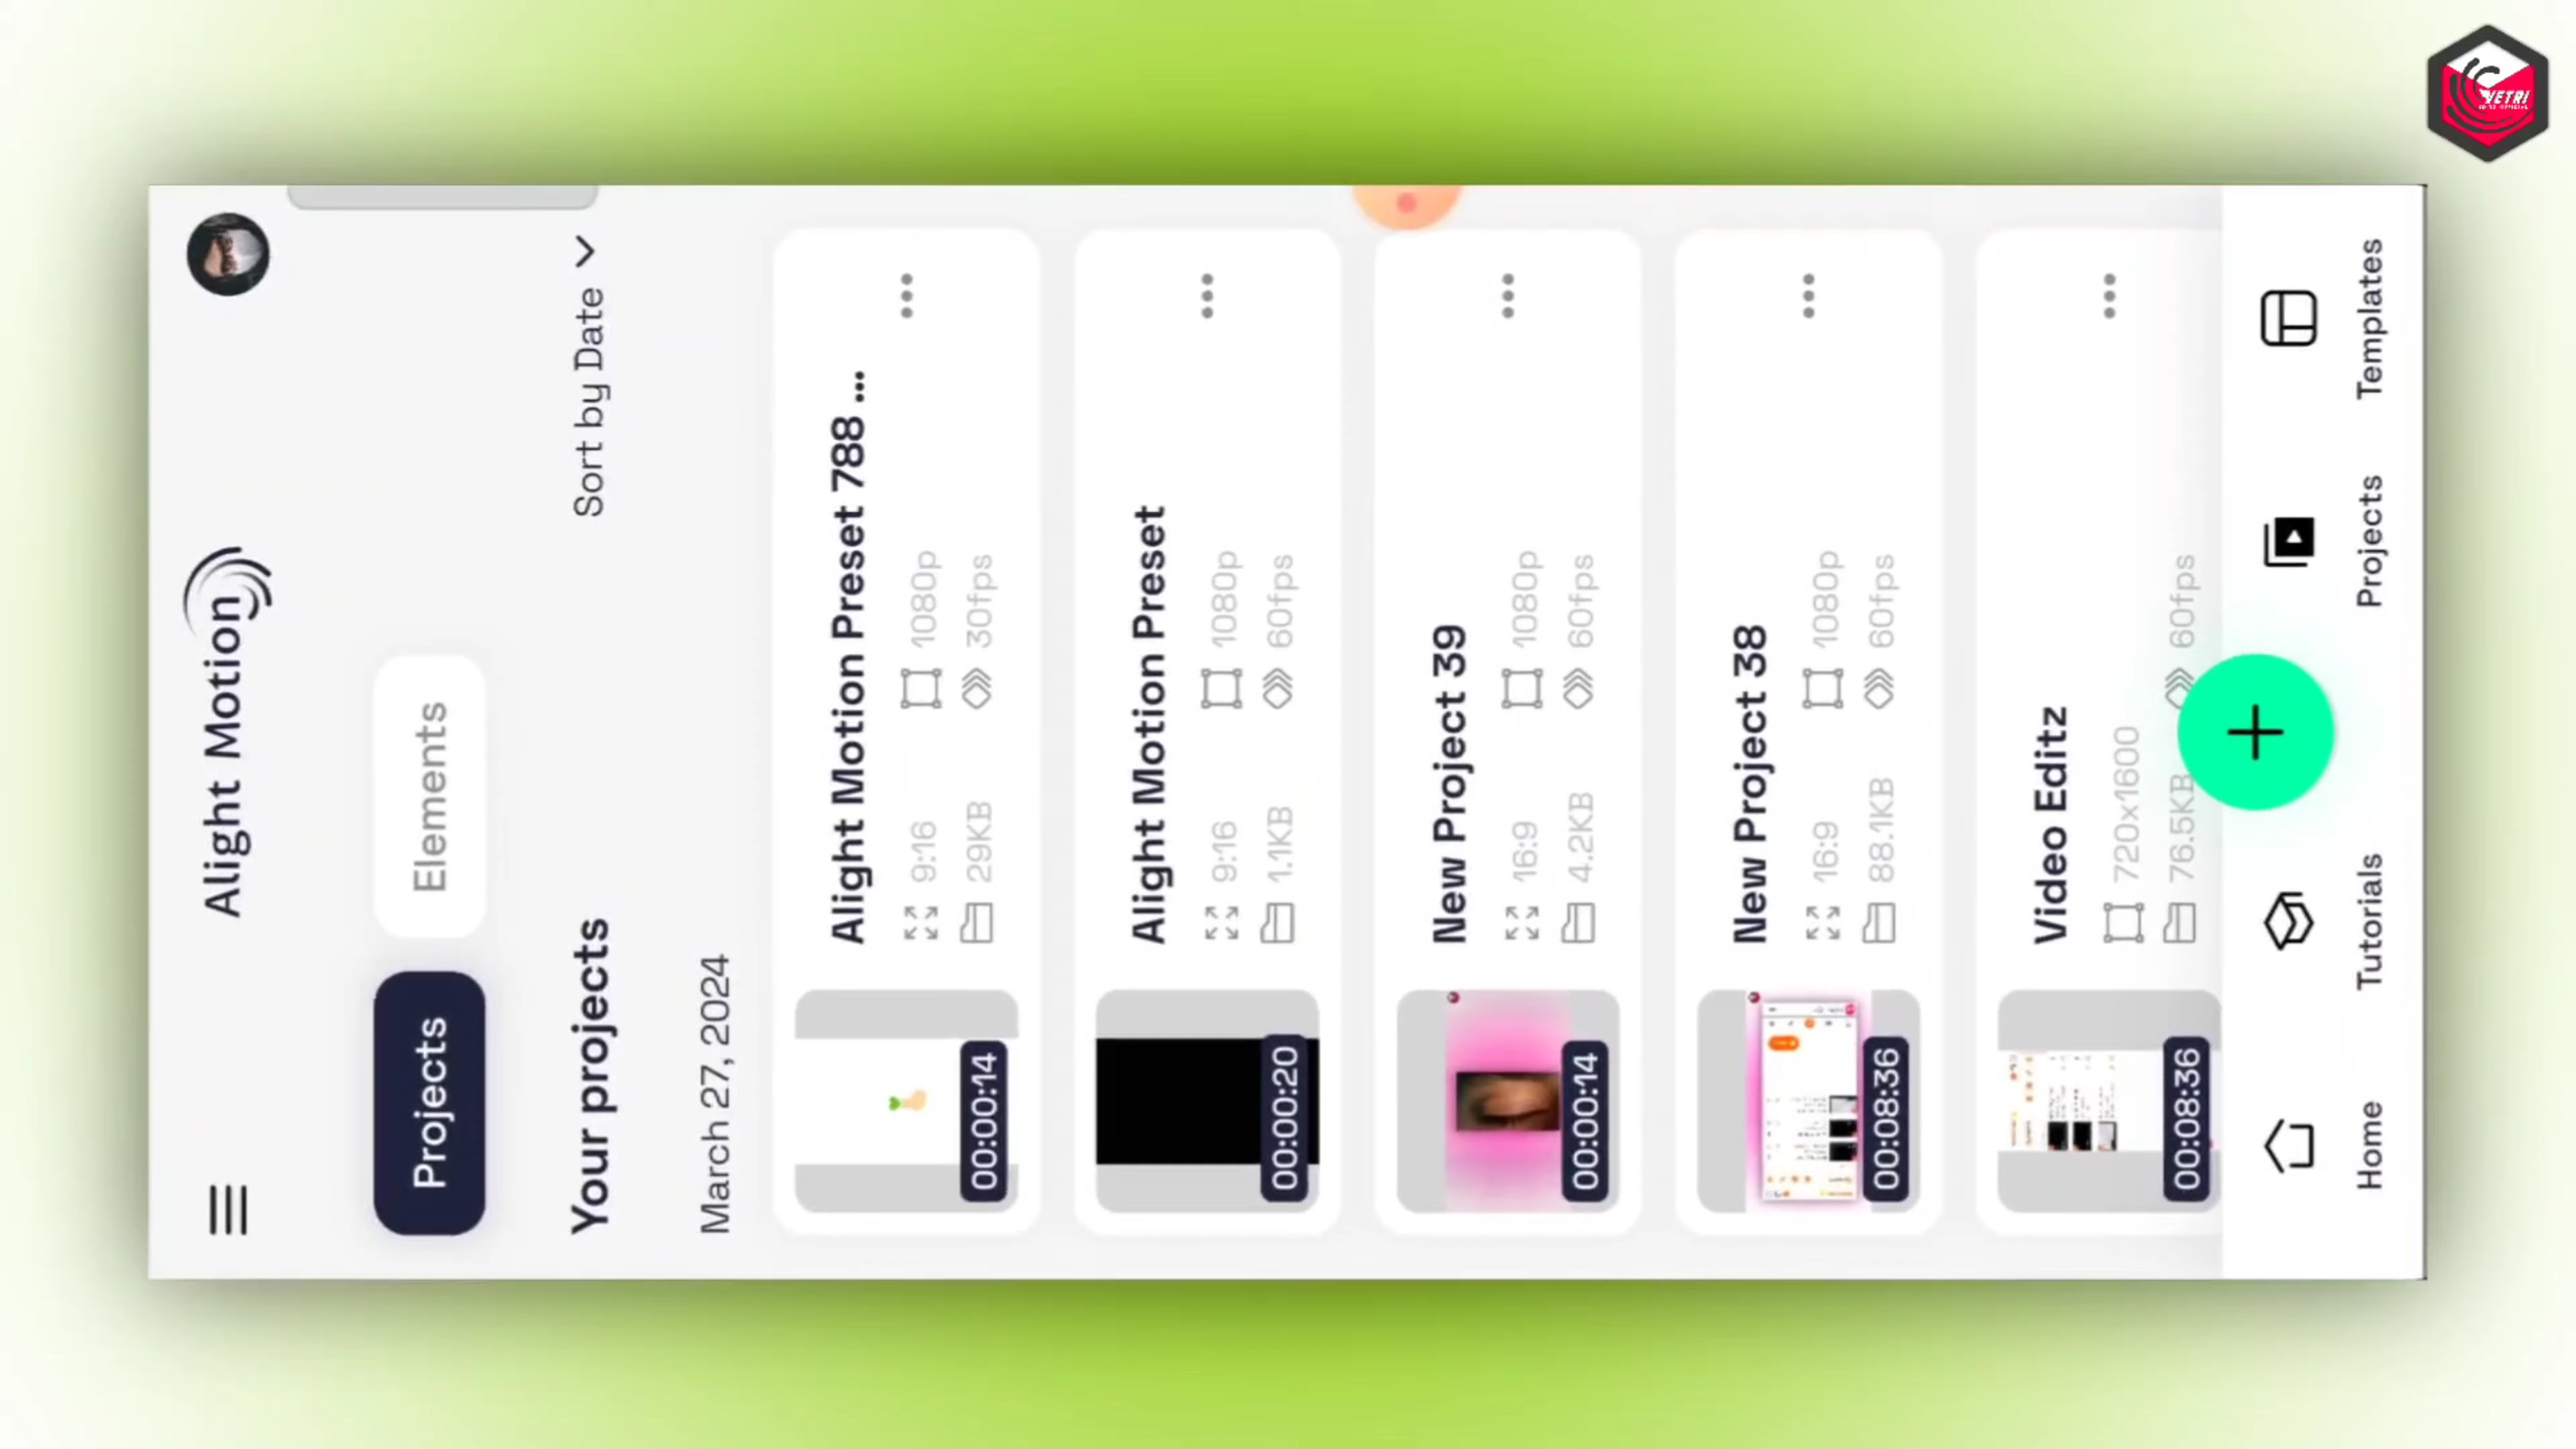 Alight Motion
Projects
Elements
Your projects
Sort by Date
March 27, 2024
Alight Motion Preset 788 ...
9:16
1080p
29KB
30fps
00:00:14
Alight Motion Preset
9:16
1080p
1.1KB
60fps
00:00:20
New Project 39
16:9
1080p
4.2KB
60fps
00:00:14
New Project 38
16:9
1080p
88.1KB
60fps
00:08:36
Video Editz
720x1600
76.5KB
60fps
00:08:36
Home
Tutorials
Projects
Templates
VETRI